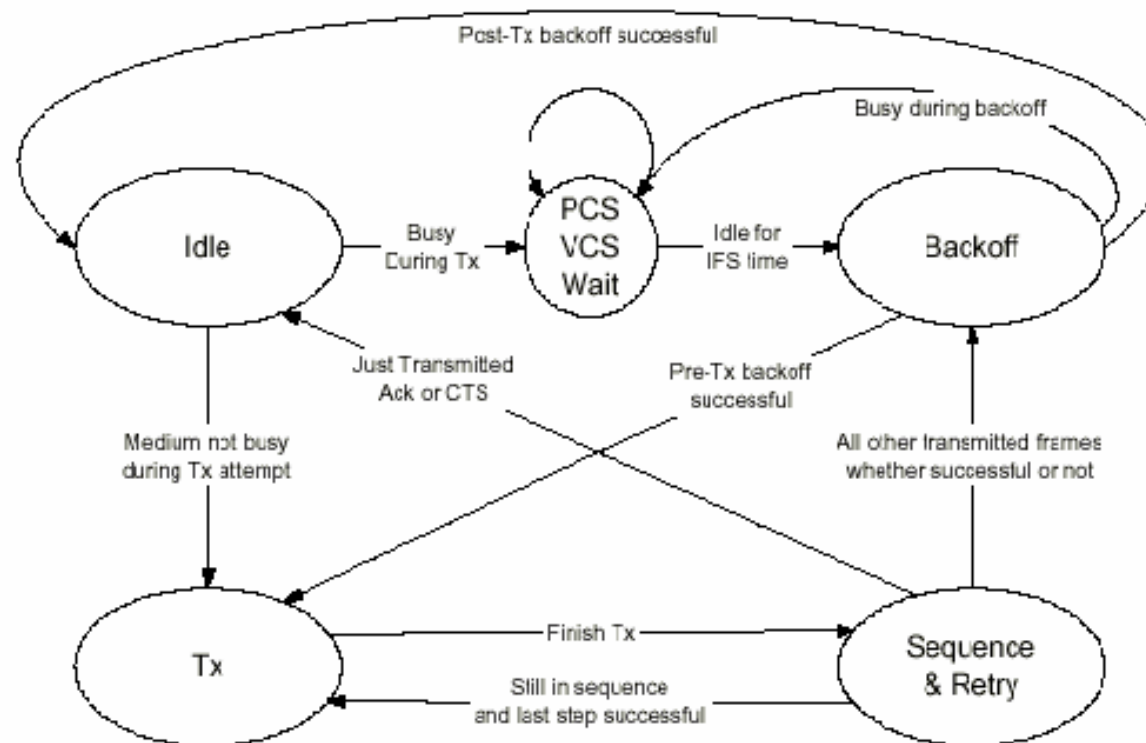 Post-Tx backoff successful
Busy during backoff
Idle
Busy
During Tx
PCS
VCS
Wait
Idle for
IFS time
Backoff
Just Transmitted
Ack or CTS
Pre-Tx backoff
successful
Medium not busy
during Tx attempt
All other transmitted frames
whether successful or not
Tx
Finish Tx
Still in sequence
and last step successful
Sequence
& Retry